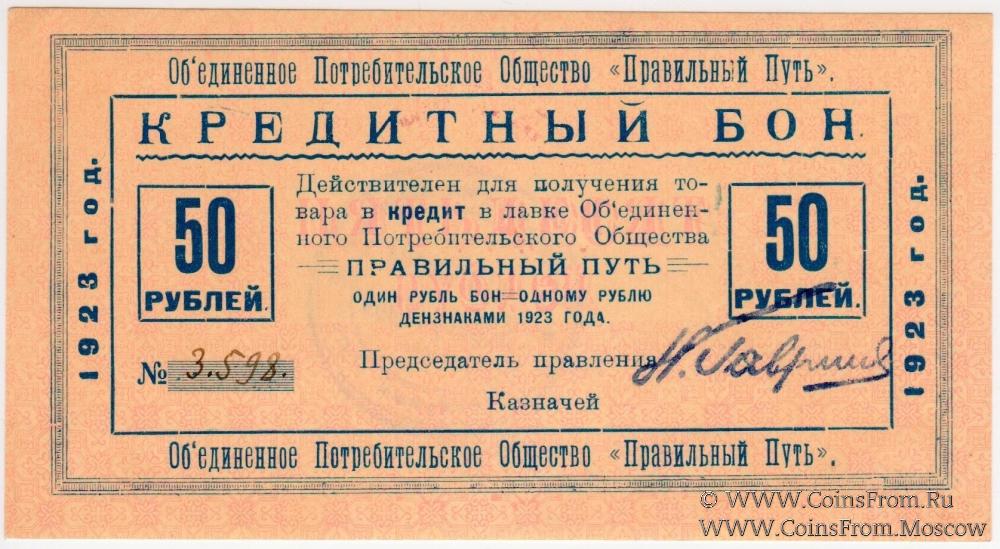 Об'единенное Потребительское Общество «Правильный Путь».
КРЕДИТНЫЙ БОН.
1923 год.
50
РУБЛЕЙ.
Действителен для получения то-
вара в кредит в лавке Об'единен-
ного Потребительского Общества
ПРАВИЛЬНЫЙ ПУТЬ
ОДИН РУБЛЬ БОН=ОДНОМУ РУБЛЮ
ДЕНЗНАКАМИ 1923 ГОДА.
50
РУБЛЕЙ.
1923 год.
№ 3.598.
Председатель правления
Казначей
Об'единенное Потребительское Общество «Правильный Путь».
© WWW.CoinsFrom.Ru
WWW.CoinsFrom.Moscow